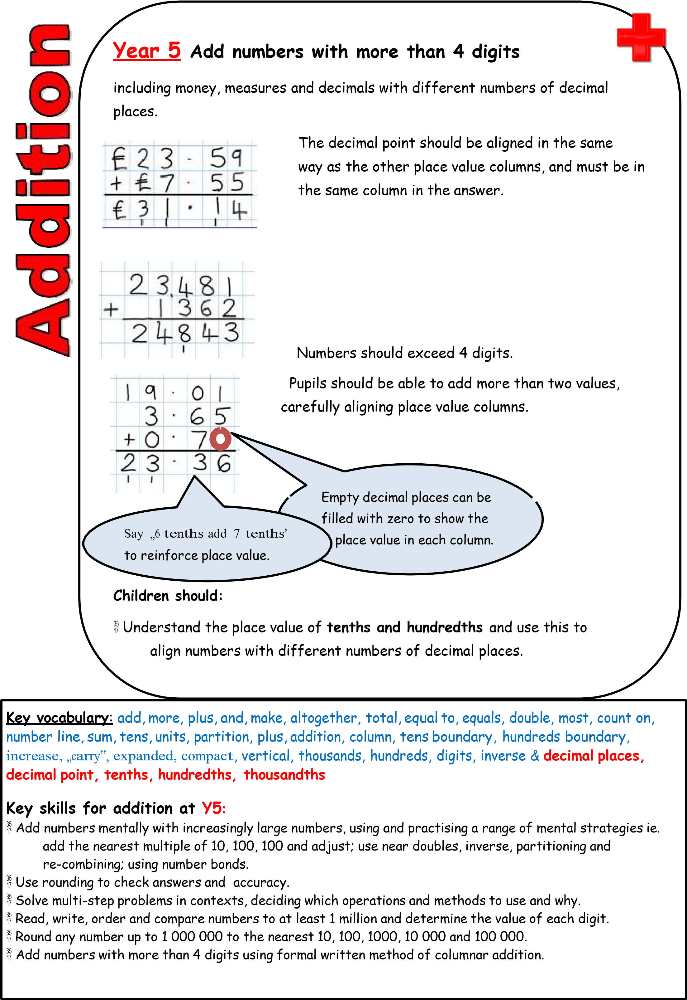 Addition
Year 5 Add numbers with more than 4 digits
including money, measures and decimals with different numbers of decimal
places.
£23.59
+ £7.55
£31.14
1 1 1
The decimal point should be aligned in the same
way as the other place value columns, and must be in
the same column in the answer.
23,481
+ 1362
24843
1
Numbers should exceed 4 digits.
Pupils should be able to add more than two values,
carefully aligning place value columns.
19.01
3.65
+0.70
23.36
1 1
Empty decimal places can be
filled with zero to show the
place value in each column.
Say „6 tenths add 7 tenths‟
to reinforce place value.
Children should:
35 17 Understand the place value of tenths and hundredths and use this to
align numbers with different numbers of decimal places.
Key vocabulary: add, more, plus, and, make, altogether, total, equal to, equals, double, most, count on,
number line, sum, tens, units, partition, plus, addition, column, tens boundary, hundreds boundary,
increase, „carry‟, expanded, compact, vertical, thousands, hundreds, digits, inverse & decimal places,
decimal point, tenths, hundredths, thousandths
Key skills for addition at Y5:
35 17 Add numbers mentally with increasingly large numbers, using and practising a range of mental strategies ie.
add the nearest multiple of 10, 100, 100 and adjust; use near doubles, inverse, partitioning and
re-combining; using number bonds.
35 17 Use rounding to check answers and accuracy.
35 17 Solve multi-step problems in contexts, deciding which operations and methods to use and why.
35 17 Read, write, order and compare numbers to at least 1 million and determine the value of each digit.
35 17 Round any number up to 1 000 000 to the nearest 10, 100, 1000, 10 000 and 100 000.
35 17 Add numbers with more than 4 digits using formal written method of columnar addition.